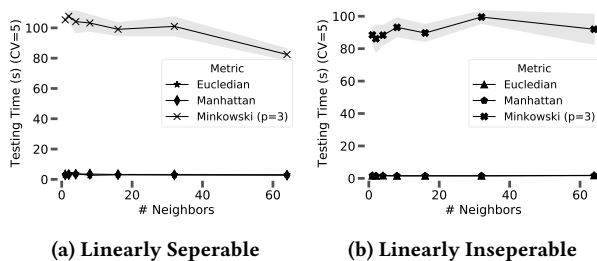 Testing Time (s) (CV=5)
100
80
60
40
20
0
0 20 40 60
# Neighbors
Metric
Eucledian
Manhattan
Minkowski (p=3)
(a) Linearly Seperable
Testing Time (s) (CV=5)
100
80
60
40
20
0
0 20 40 60
# Neighbors
Metric
Eucledian
Manhattan
Minkowski (p=3)
(b) Linearly Inseperable